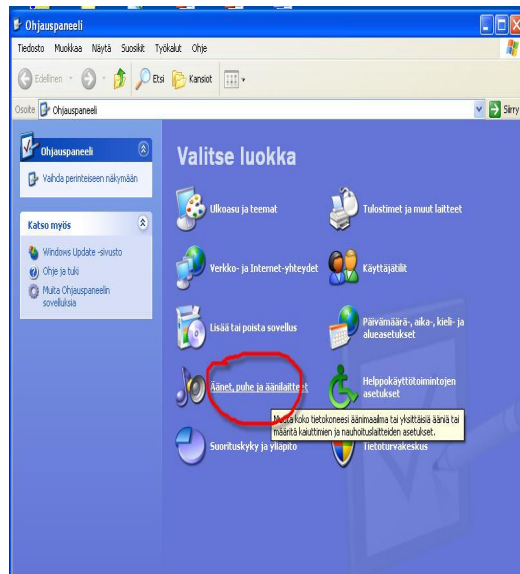 Ohjauspaneeli
Tiedosto Muokkaa Näytä Suosikit Työkalut Ohje
Edellinen Etsi Kansiot
Osoite Ohjauspaneeli Siirry
Ohjauspaneeli
Vaihda perinteiseen näkymään
Katso myös
Windows Update -sivusto
Ohje ja tuki
Muita Ohjauspaneelin
sovelluksia
Valitse luokka
Ulkoasu ja teemat
Tulostimet ja muut laitteet
Verkko- ja Internet-yhteydet
Käyttäjätilit
Lisää tai poista sovellus
Päivämäärä-, aika-, kieli- ja
alueasetukset
Äänet, puhe ja äänilaitteet
Helppokäyttötoimintojen
asetukset
Muuta koko tietokoneesi äänimaailma tai yksittäisiä ääniä tai
määritä kaiuttimien ja nauhoituslaitteiden asetukset.
Suorituskyky ja ylläpito
Tietoturvakeskus